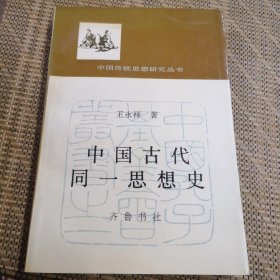 中国传统思想研究丛书
王永祥 著
中国古代
同一思想史
齐鲁书社